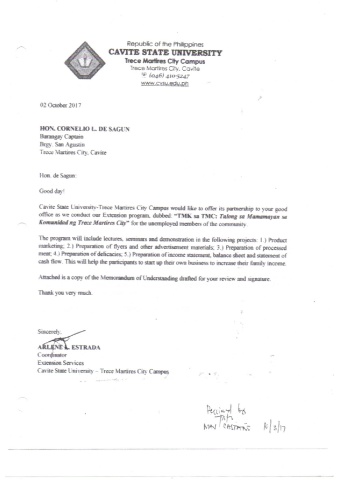 Republic of the Philippines
CAVITE STATE UNIVERSITY
Trece Martires City Campus
Trece Martires City, Cavite
www.cvsu.edu.ph
02 October 2017
HON. CORNELIO L. DE SAGUN
Barangay Captain
Brgy. San Agustin
Trece Martires City, Cavite
Hon. de Sagun:
Good day!
Cavite State University-Trece Martires City Campus would like to offer its partnership to your good
office as we conduct our Extension program, dubbed: "TMK sa TMC: Tulong sa Mamamayan sa
Komunidad ng Trece Martires City" for the unemployed members of the community.
The program will include lectures, seminars and demonstration in the following projects: 1.) Product
marketing; 2.) Preparation of flyers and other advertisement materials; 3.) Preparation of processed
meat; 4.) Preparation of delicacies; 5.) Preparation of income statement, balance sheet and statement of
cash flow. This will help the participants to start up their own business to increase their family income.
Attached is a copy of the Memorandum of Understanding drafted for your review and signature.
Thank you very much.
Sincerely,
ARLENE L. ESTRADA
Coordinator
Extension Services
Cavite State University – Trece Martires City Campus
Received by